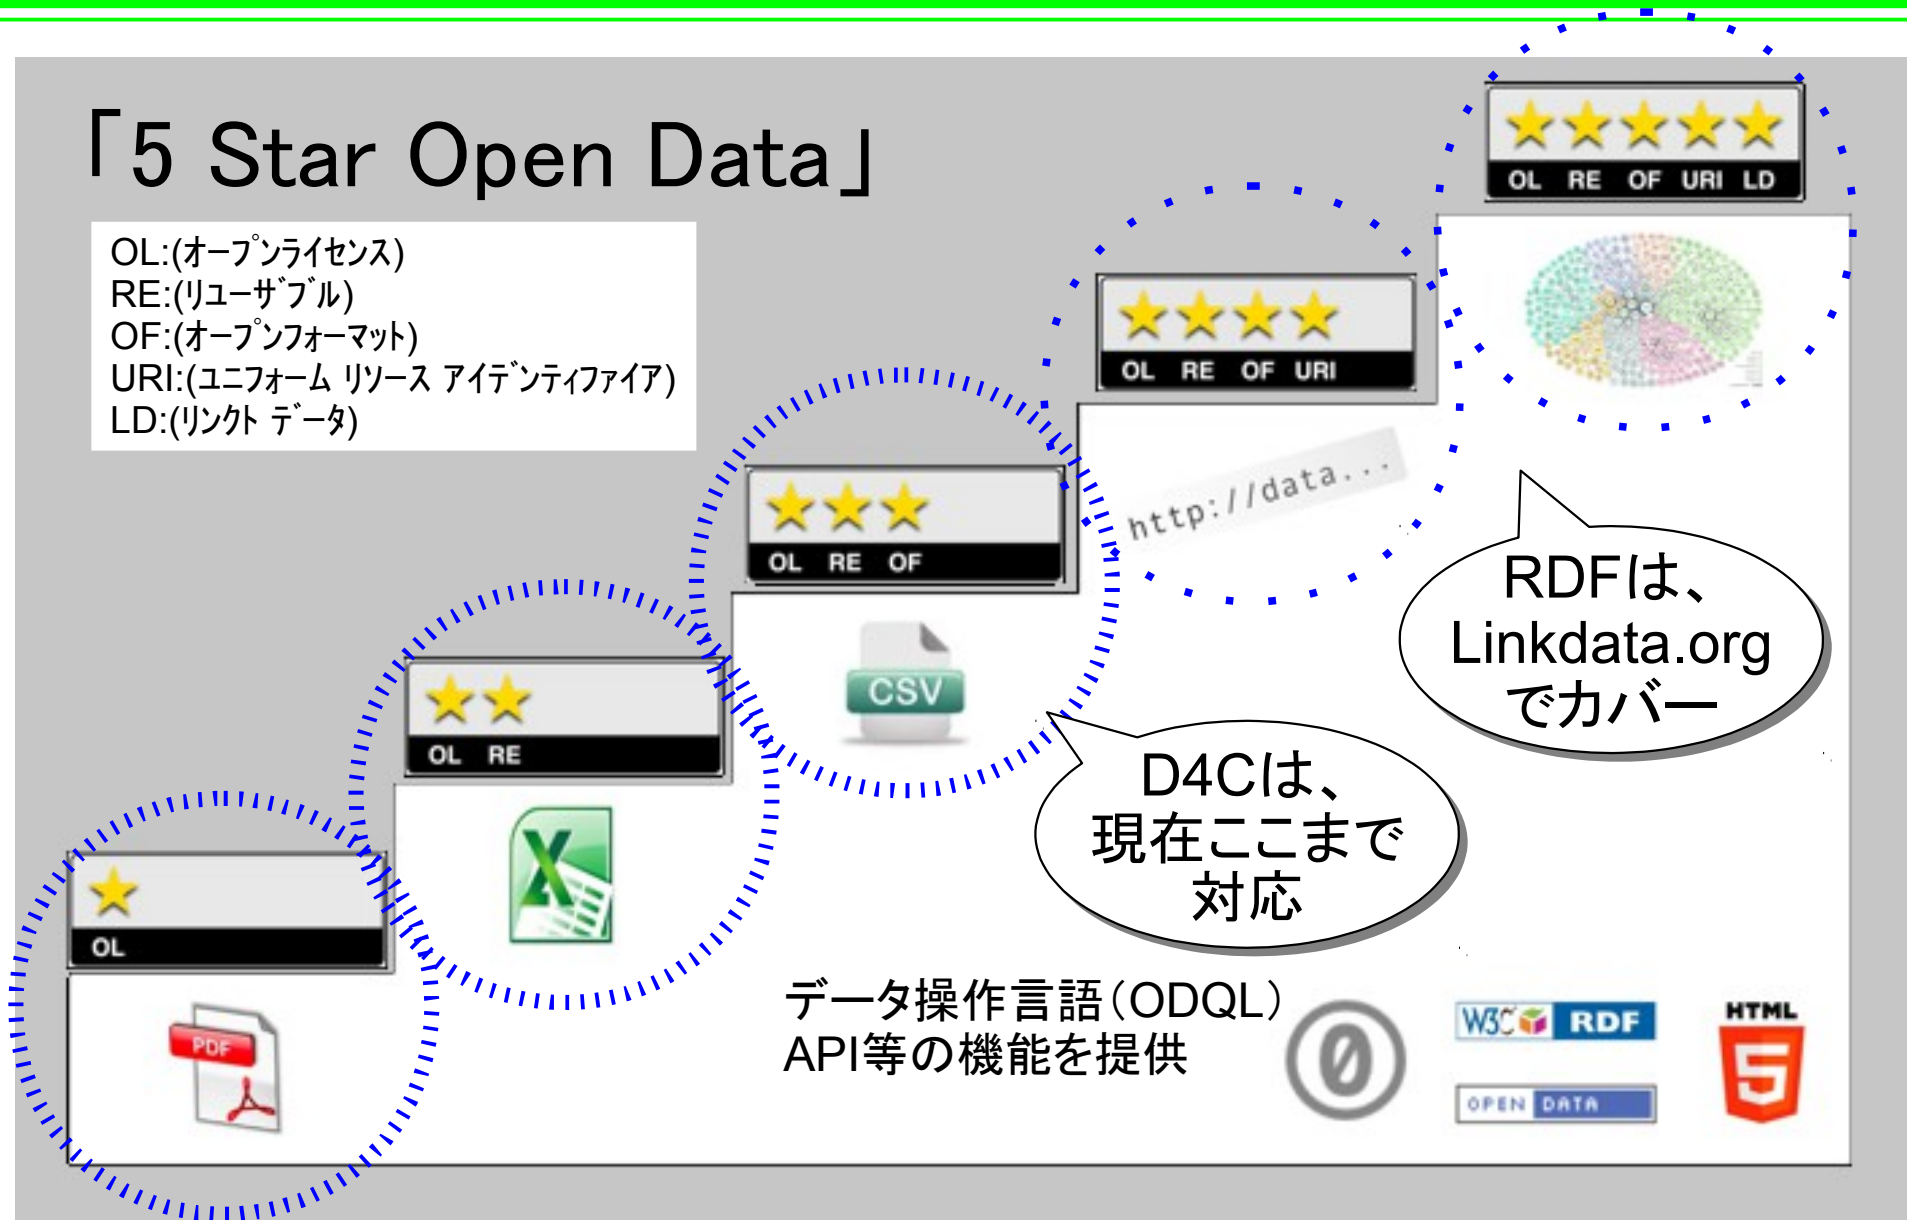 「5 Star Open Data」
OL:(オープンライセンス)
RE:(リユーザブル)
OF:(オープンフォーマット)
URI:(ユニフォーム リソース アイデンティファイア)
LD:(リンクト データ)
OL RE OF URI LD
OL RE OF URI
http://data...
OL RE OF
CSV
RDFは、
Linkdata.org
でカバー
OL RE
D4Cは、
現在ここまで
対応
OL
PDF
データ操作言語（ODQL）
API等の機能を提供
0
W3C RDF
OPEN DATA
HTML
5